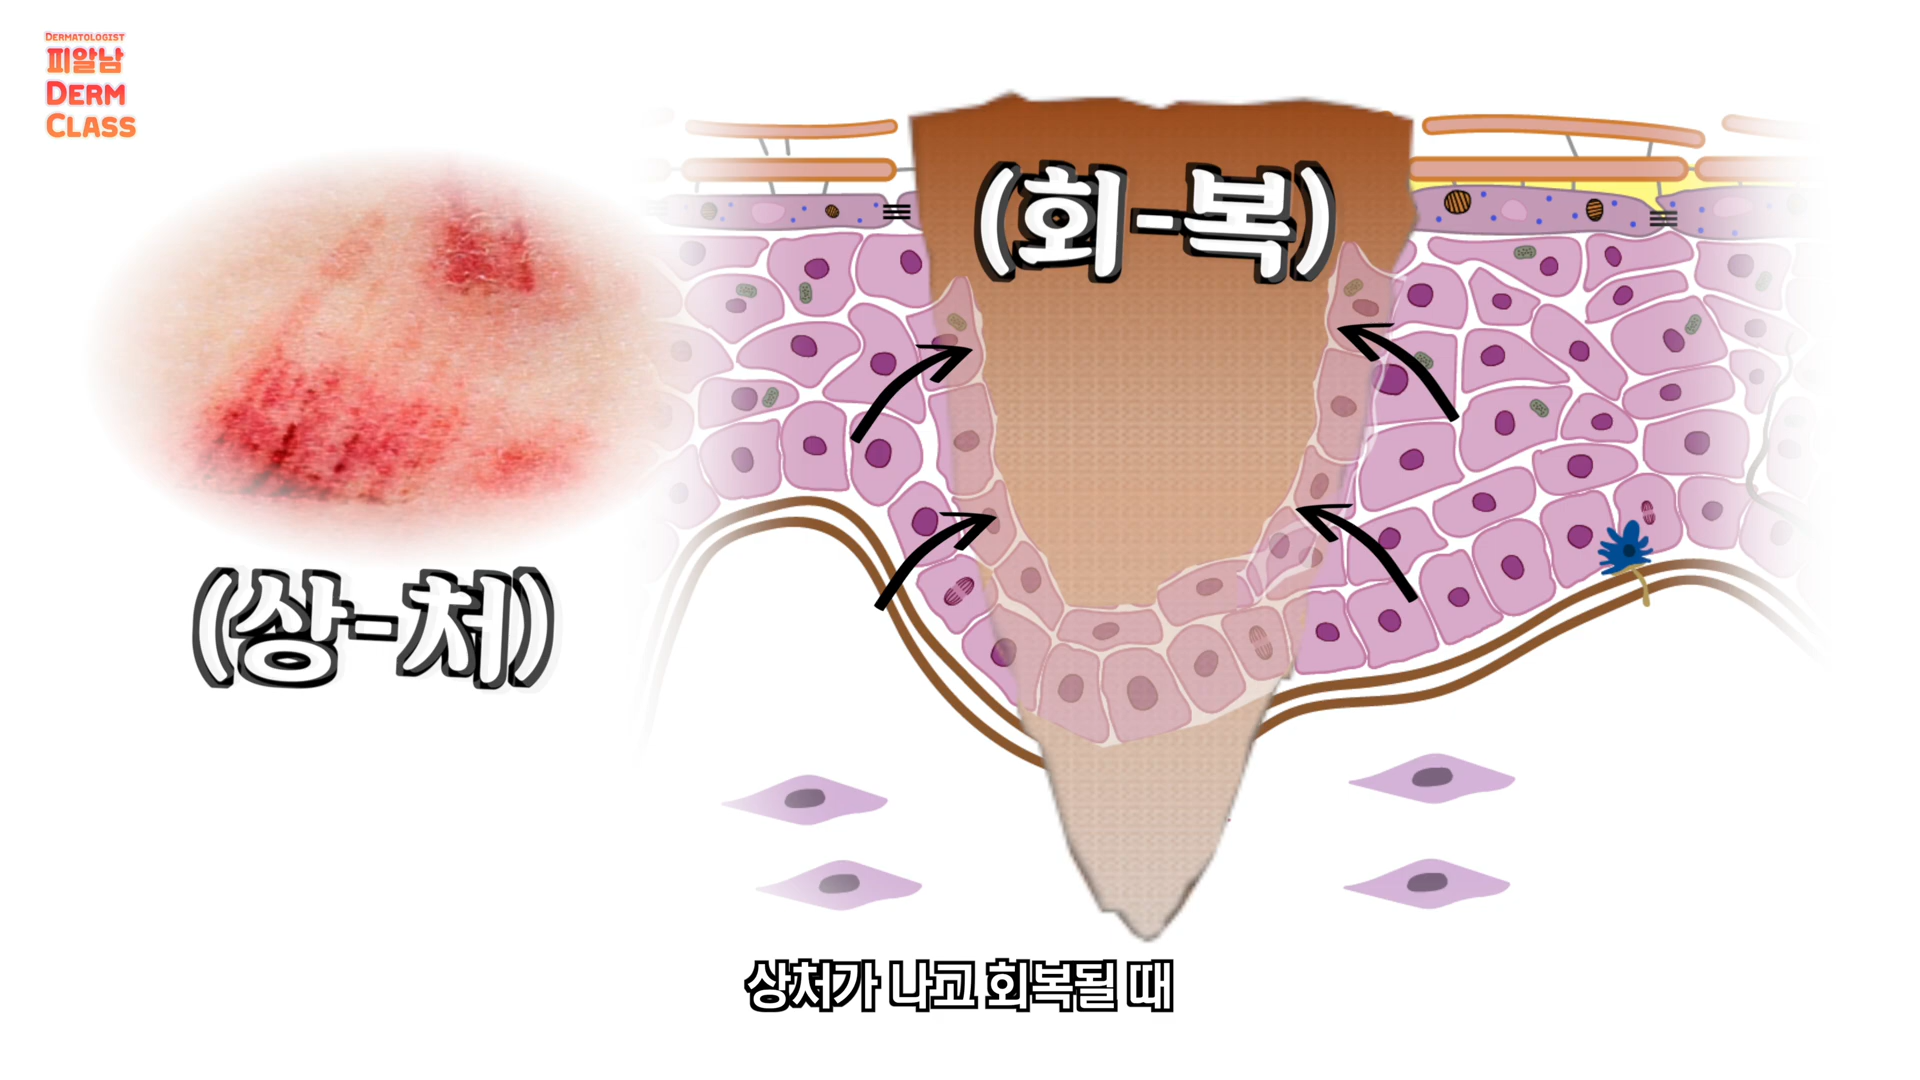 DERMATOLOGIST
피알남
DERM
CLASS
(회-복)
(상-처)
상처가 나고 회복될 때